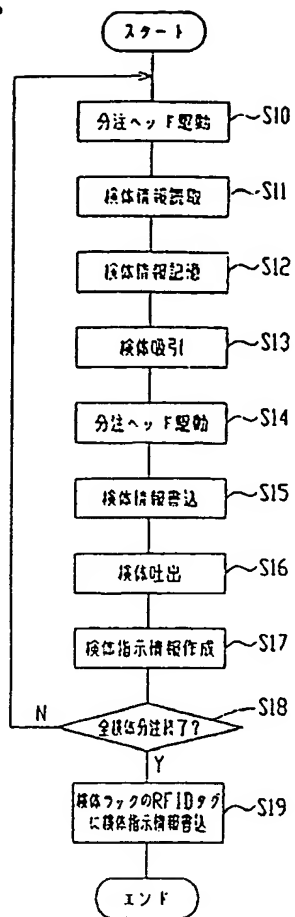 スタート
分注ヘッド駆動 S10
検体情報読取 S11
検体情報記憶 S12
検体吸引 S13
分注ヘッド駆動 S14
検体情報書込 S15
検体吐出 S16
検体指示情報作成 S17
全検体分注終了? S18
N
Y
検体ラックのRFIDタグ
に検体指示情報書込 S19
エンド